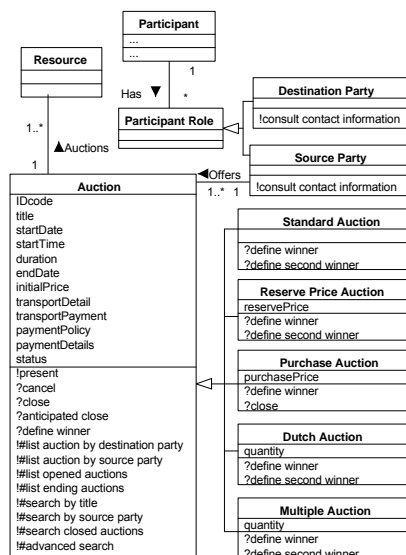 Participant
...
...
Resource
1
Has ▼
*
Destination Party
!consult contact information
Participant Role
1..*
▲Auctions
1
Source Party
!consult contact information
◄Offers
1..* 1
Auction
IDcode
title
startDate
startTime
duration
endDate
initialPrice
transportDetail
transportPayment
paymentPolicy
paymentDetails
status
!present
?cancel
?close
?anticipated close
?define winner
!#list auction by destination party
!#list auction by source party
!#list opened auctions
!#list ending auctions
!#search by title
!#search by source party
!#search closed auctions
!#advanced search
Standard Auction
?define winner
?define second winner
Reserve Price Auction
reservePrice
?define winner
?define second winner
Purchase Auction
purchasePrice
?define winner
?close
Dutch Auction
quantity
?define winner
?define second winner
Multiple Auction
quantity
?define winner
?define second winner